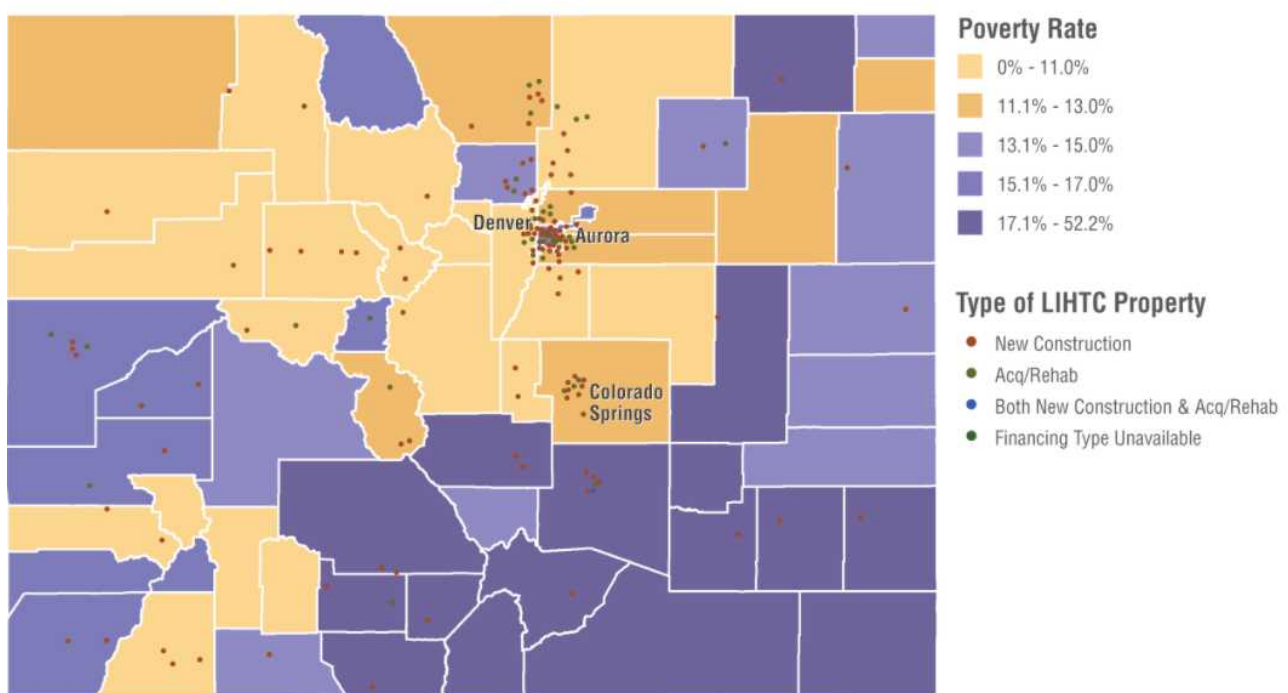 Poverty Rate
0% - 11.0%
11.1% - 13.0%
13.1% - 15.0%
15.1% - 17.0%
17.1% - 52.2%
Denver
Aurora
Type of LIHTC Property
New Construction
Acq/Rehab
Both New Construction & Acq/Rehab
Financing Type Unavailable
Colorado
Springs